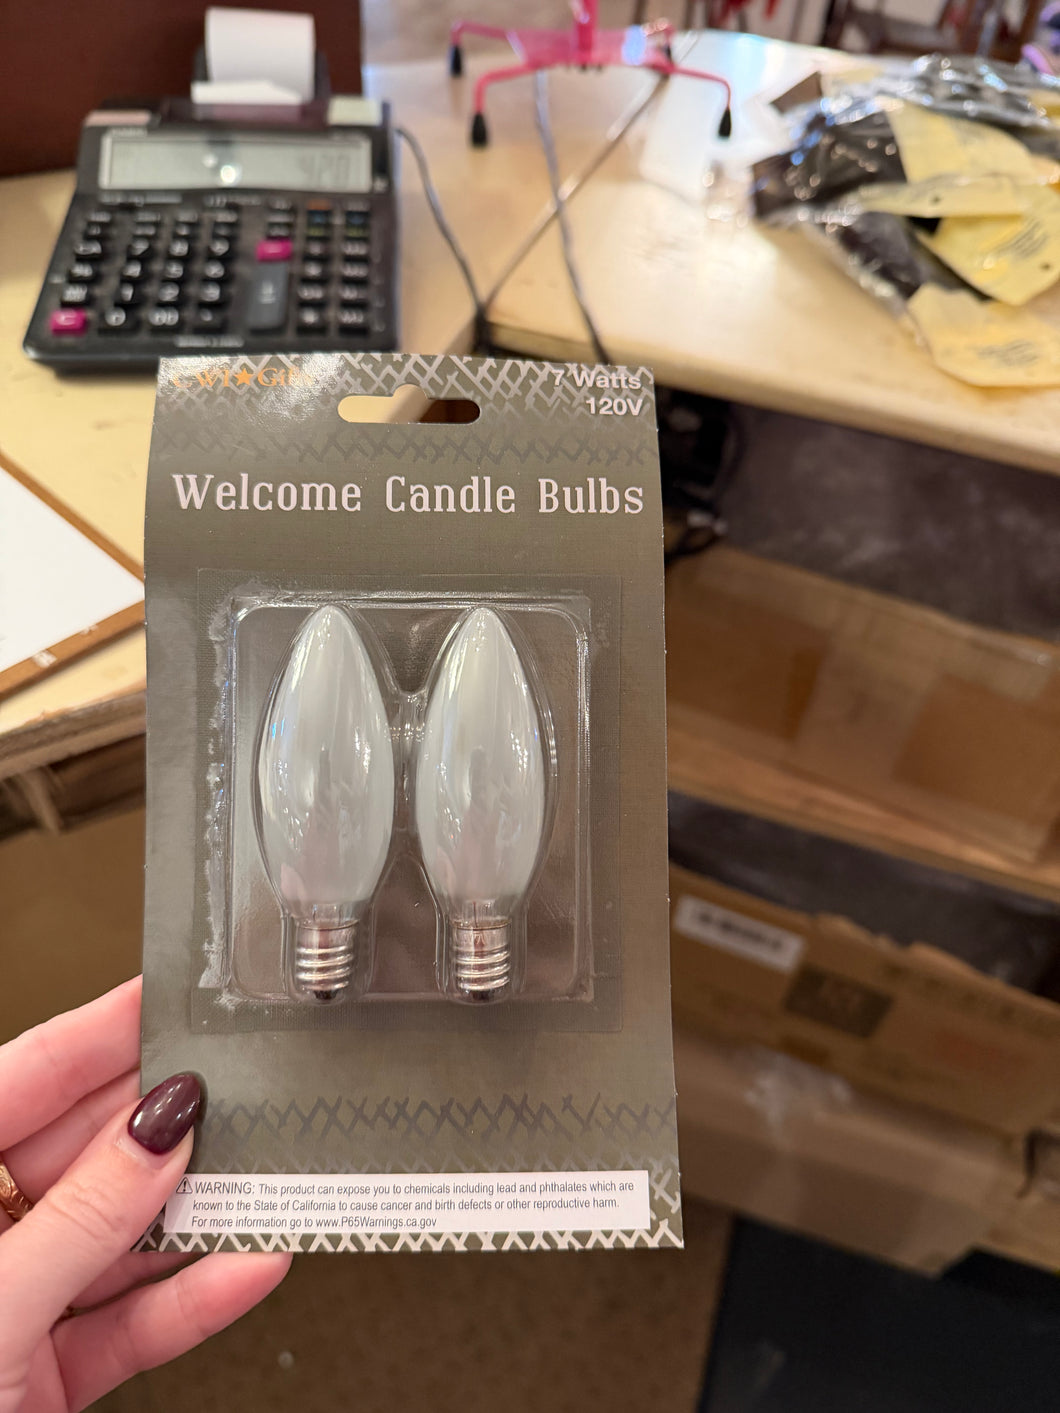 CWI★Gifts
7 Watts
120V
Welcome Candle Bulbs
⚠WARNING: This product can expose you to chemicals including lead and phthalates which are
known to the State of California to cause cancer and birth defects or other reproductive harm.
For more information go to www.P65Warnings.ca.gov